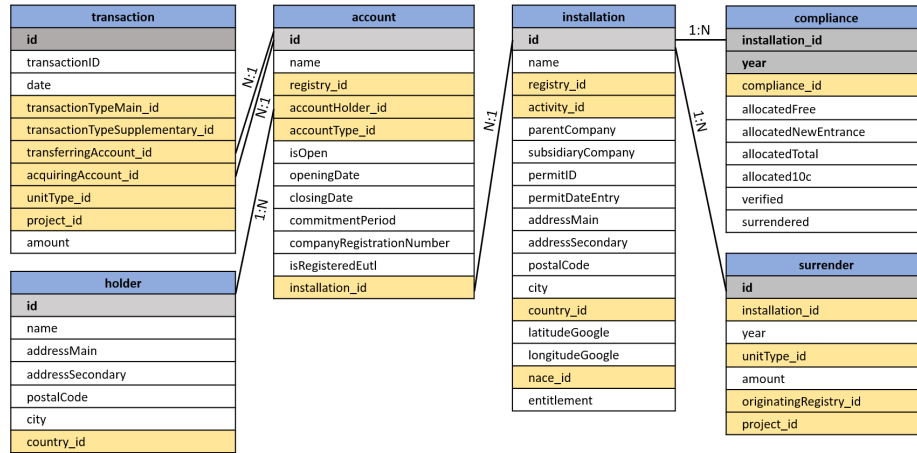 transaction
id
transactionID
date
transactionTypeMain_id
transactionTypeSupplementary_id
transferringAccount_id
acquiringAccount_id
unitType_id
project_id
amount
holder
id
name
addressMain
addressSecondary
postalCode
city
country_id
N:1
N:1
1:N
account
id
name
registry_id
accountHolder_id
accountType_id
isOpen
openingDate
closingDate
commitmentPeriod
companyRegistrationNumber
isRegisteredEutl
installation_id
N:1
installation
id
name
registry_id
activity_id
parentCompany
subsidiaryCompany
permitID
permitDateEntry
addressMain
addressSecondary
postalCode
city
country_id
latitudeGoogle
longitudeGoogle
nace_id
entitlement
1:N
1:N
compliance
installation_id
year
compliance_id
allocatedFree
allocatedNewEntrance
allocatedTotal
allocated10c
verified
surrendered
surrender
id
installation_id
year
unitType_id
amount
originatingRegistry_id
project_id